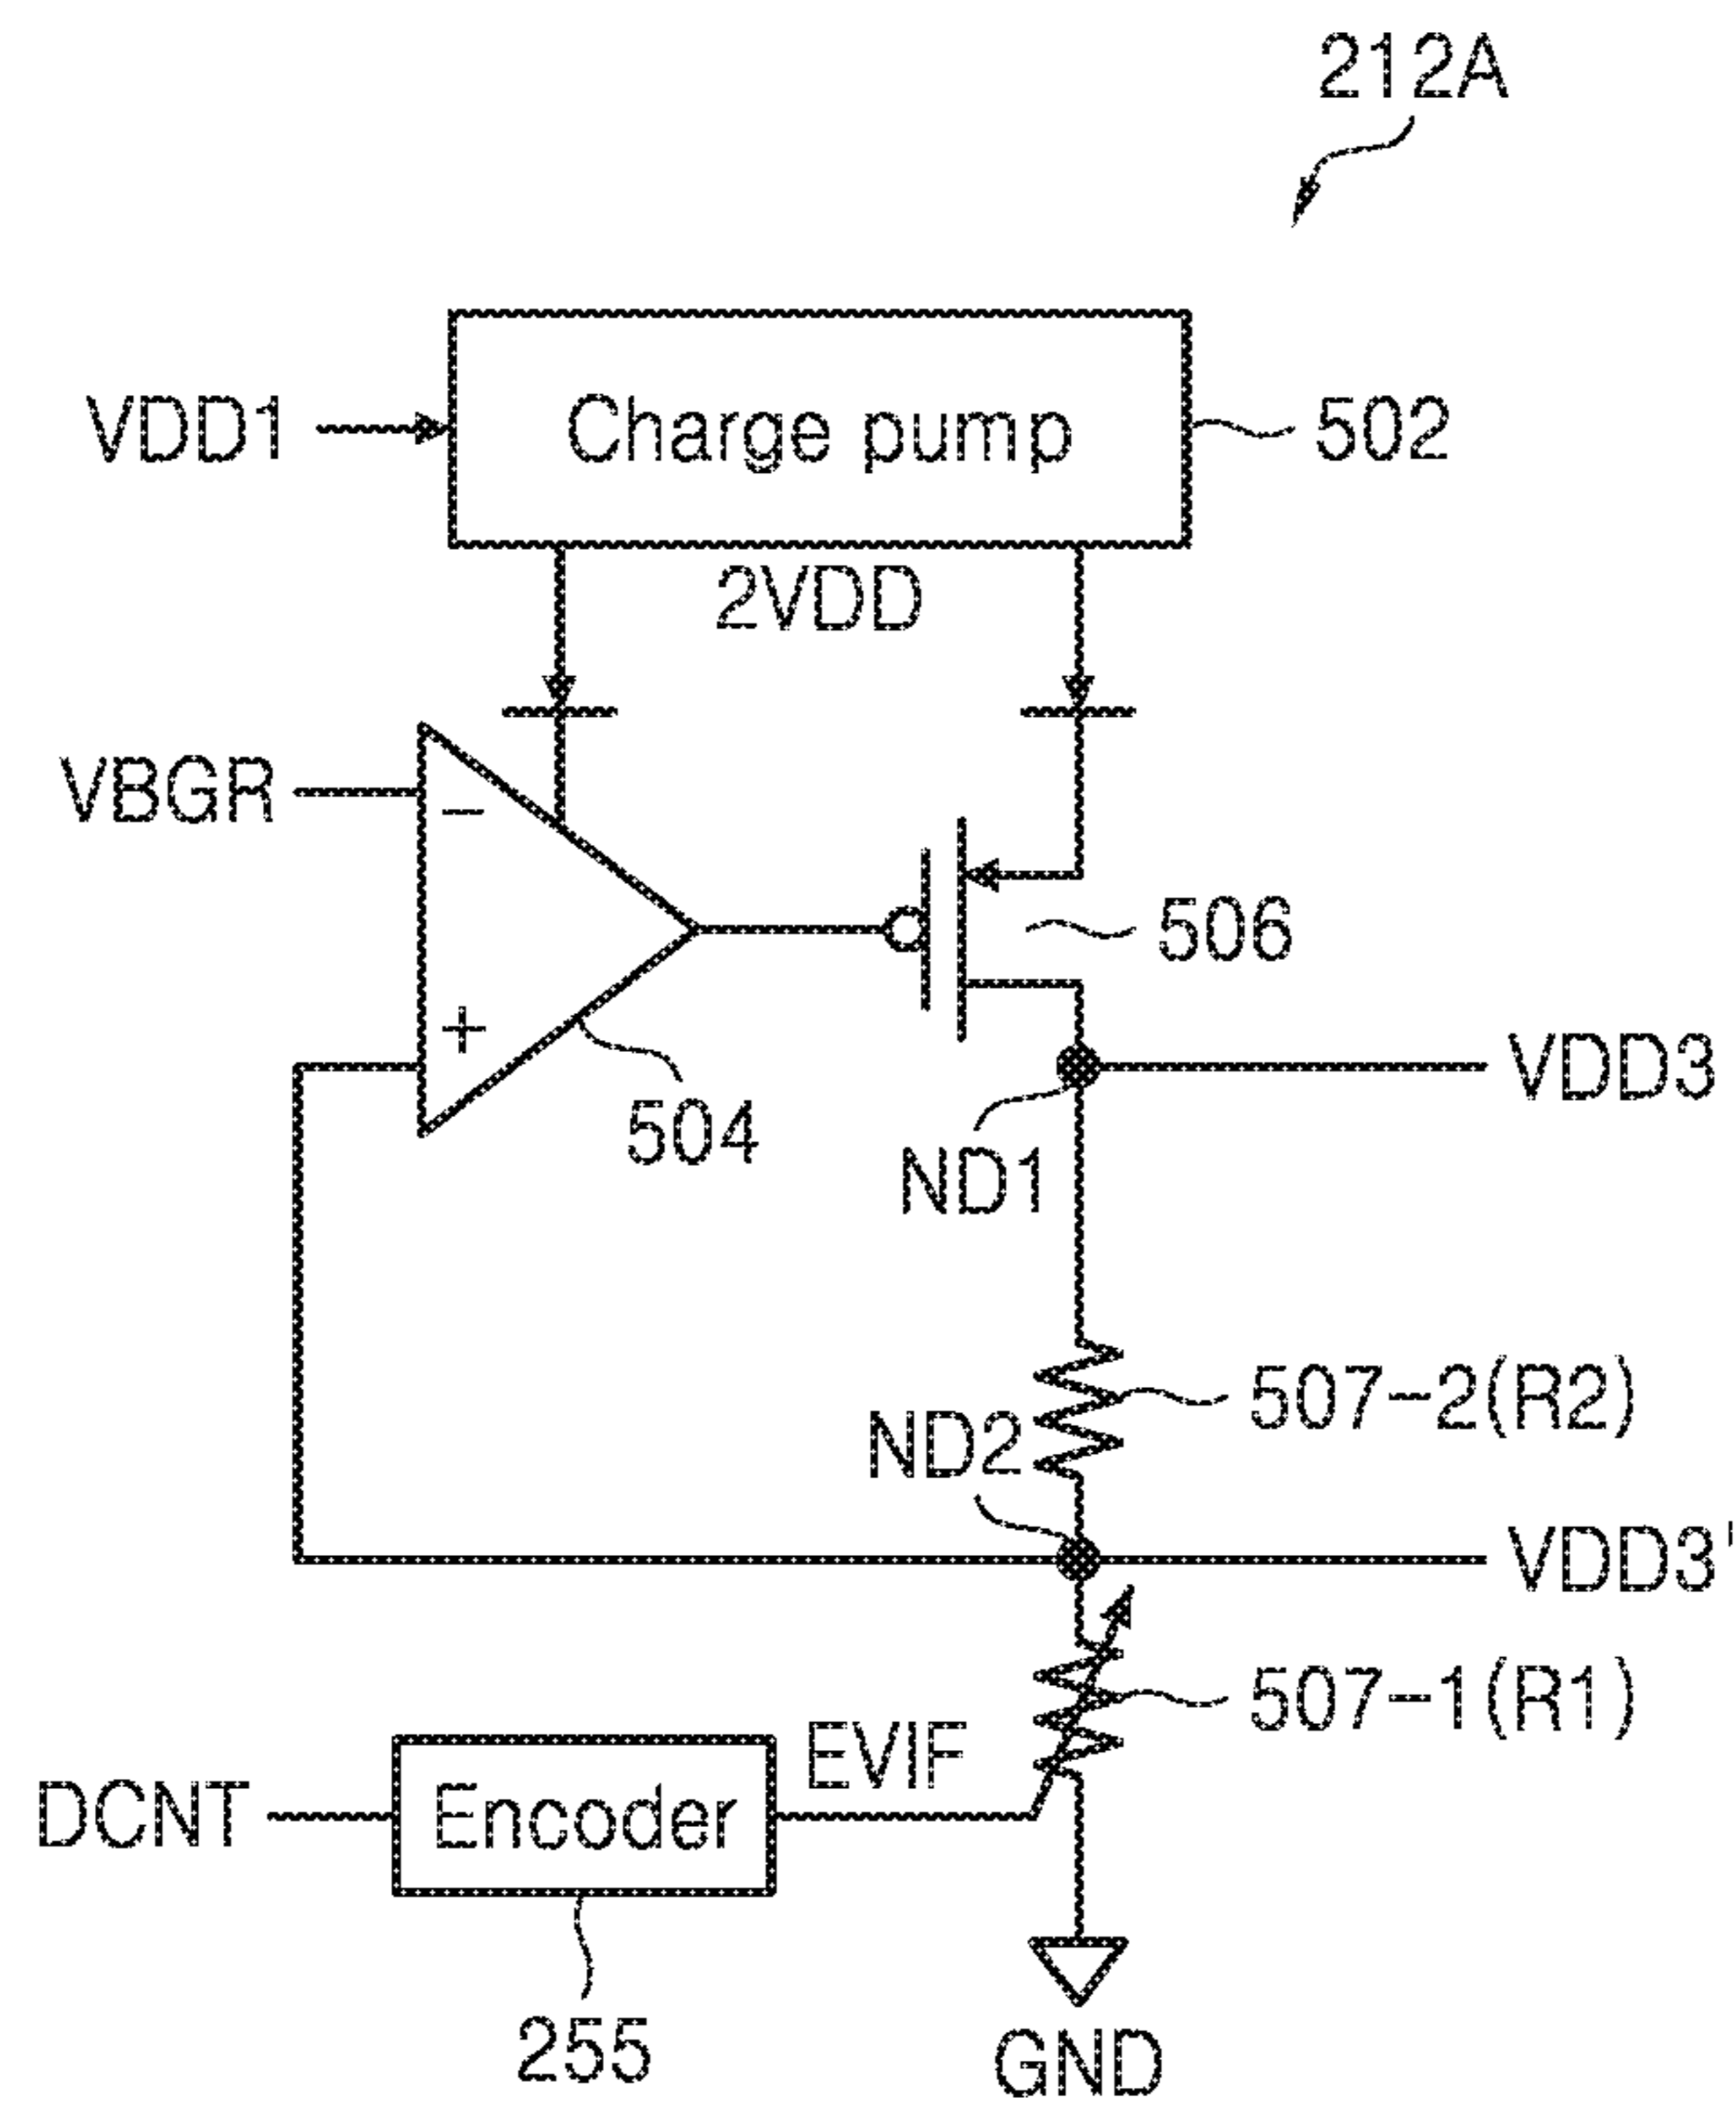 212A
VDD1
Charge pump
502
2VDD
VBGR
−
506
+
504
VDD3
ND1
507-2(R2)
ND2
VDD3'
507-1(R1)
EVIF
DCNT
Encoder
255
GND